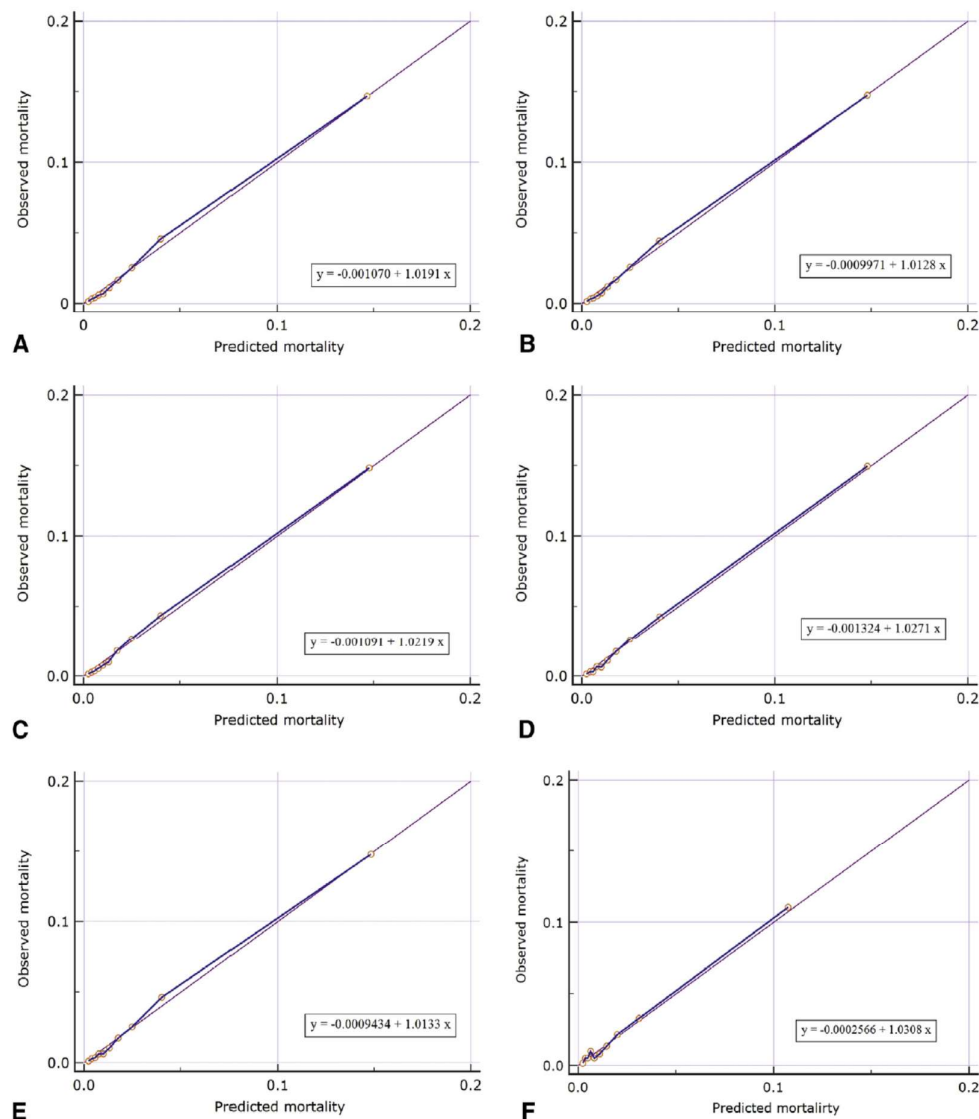 0.2
Observed mortality
0.1
0
y = -0.001070 + 1.0191 x
0
0.1
0.2
Predicted mortality
A
0.2
Observed mortality
0.1
0
y = -0.0009971 + 1.0128 x
0.0
0.1
0.2
Predicted mortality
B
0.2
Observed mortality
0.1
0.0
y = -0.001091 + 1.0219 x
0
0.1
0.2
Predicted mortality
C
0.2
Observed mortality
0.1
0.0
y = -0.001324 + 1.0271 x
0.0
0.1
0.2
Predicted mortality
D
0.2
Observed mortality
0.1
0.0
y = -0.0009434 + 1.0133 x
0
0.1
0.2
Predicted mortality
E
0.2
Observed mortality
0.1
0.0
y = -0.0002566 + 1.0308 x
0.0
0.1
0.2
Predicted mortalirty
F